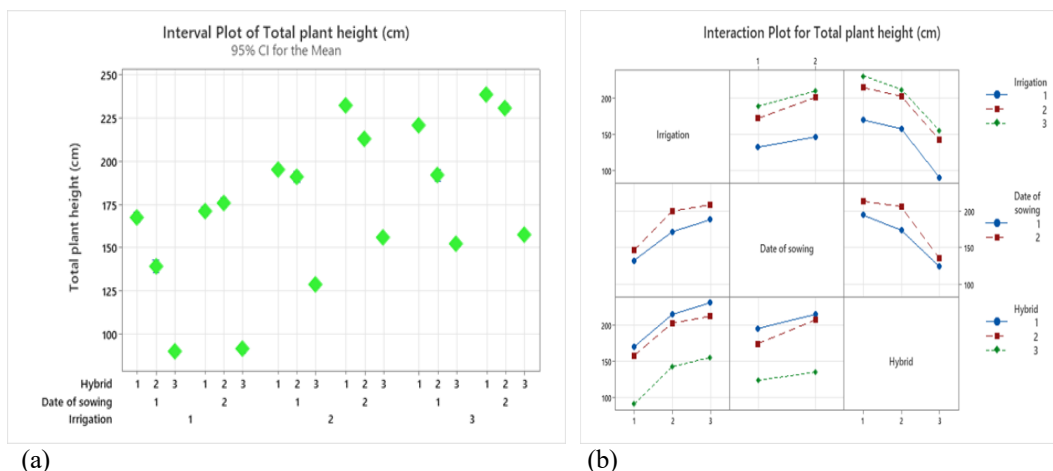 Interval Plot of Total plant height (cm)
95% CI for the Mean
Total plant height (cm)
250
225
200
175
150
125
100
Hybrid 1 2 3 1 2 3 1 2 3 1 2 3 1 2 3 1 2 3
Date of sowing 1 2 1 2 1 2
Irrigation 1 2 3
(a)
Interaction Plot for Total plant height (cm)
1 2
200
150
100
Irrigation
Irrigation
1
2
3
Date of sowing
200
150
100
Date of
sowing
1
2
200
150
100
Hybrid
Hybrid
1
2
3
1 2 3 1 2 3
(b)